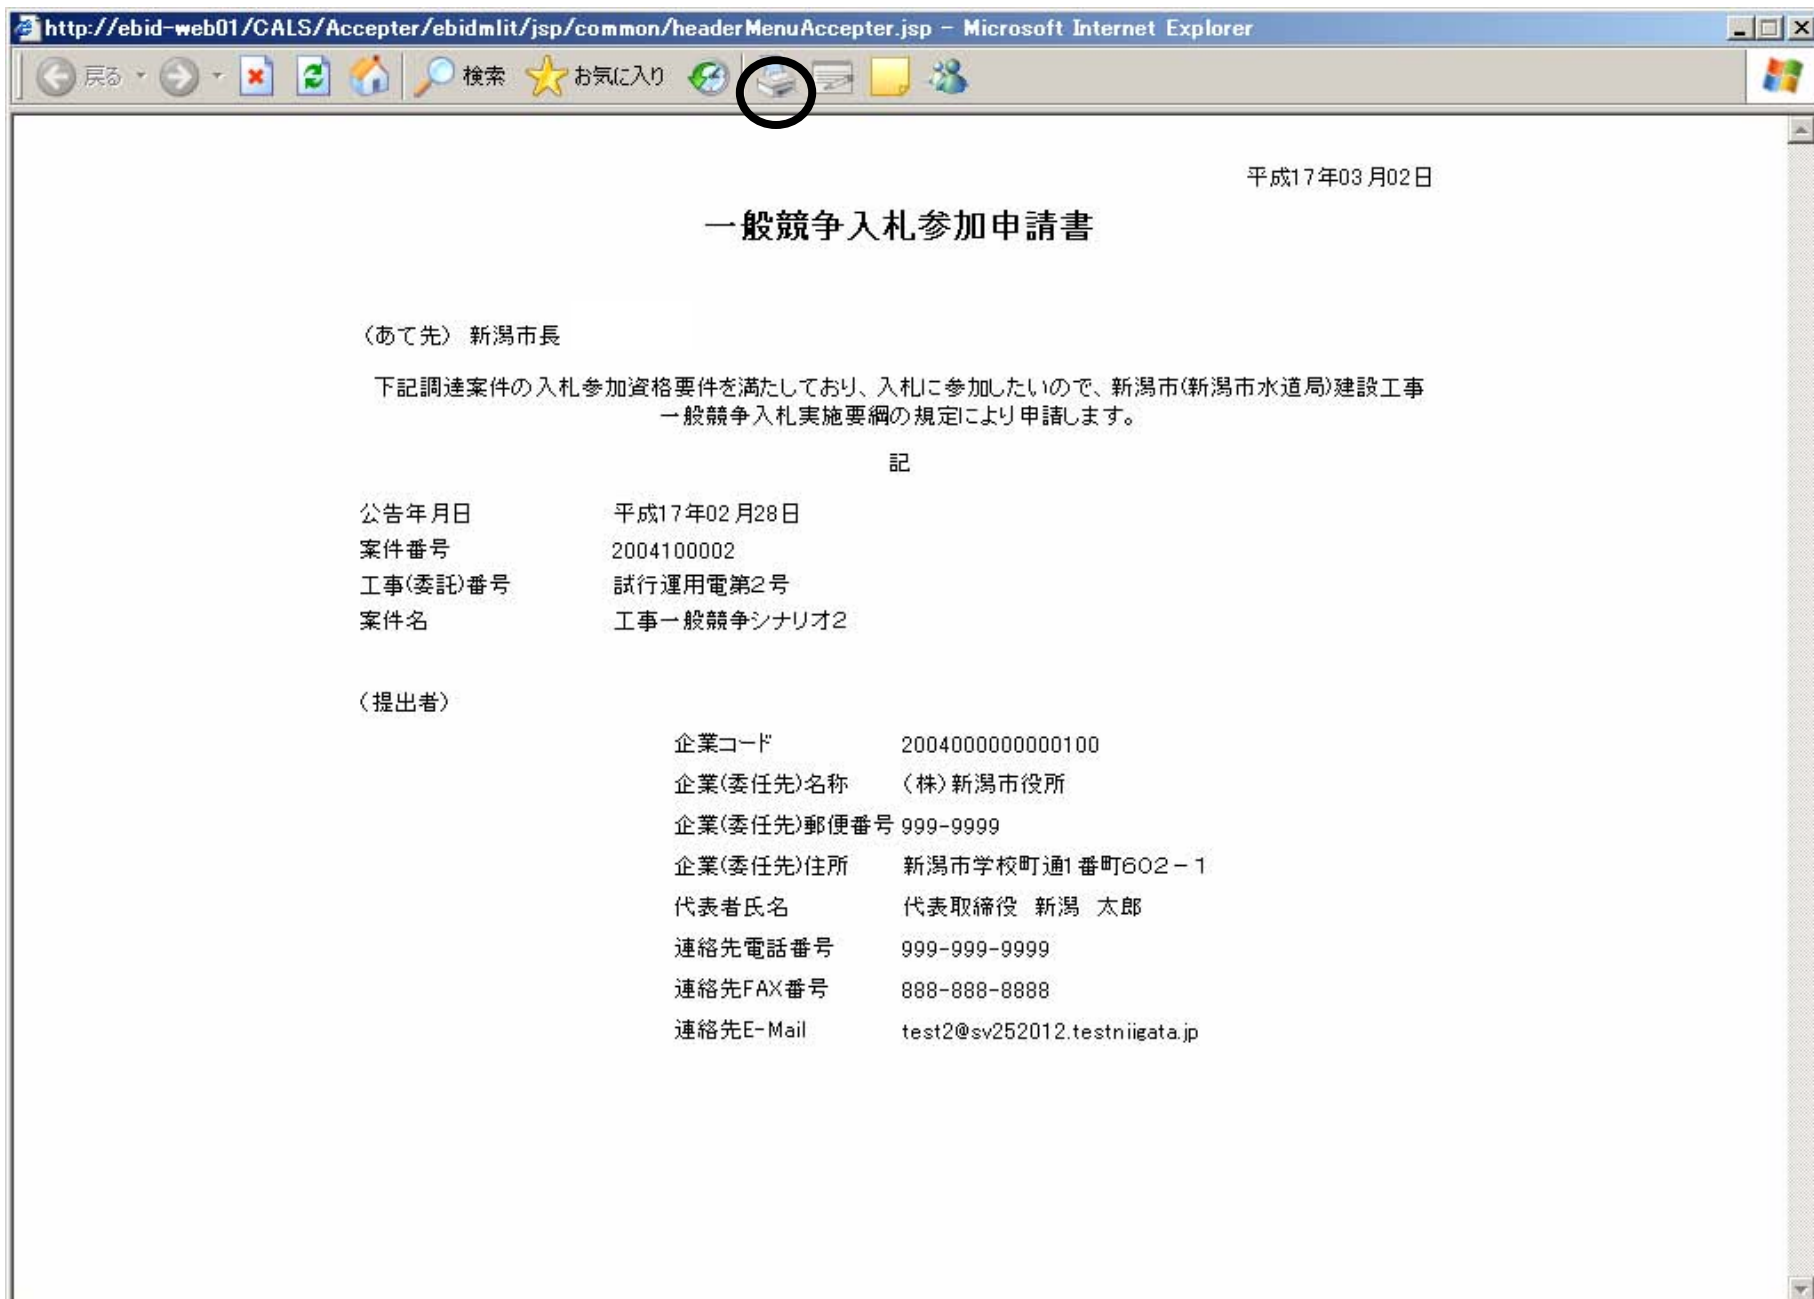 http://ebid-web01/CALS/Accepter/ebidmlit/jsp/common/headerMenuAccepter.jsp - Microsoft Internet Explorer
戻る 検索 お気に入り
平成17年03月02日
一般競争入札参加申請書
（あて先） 新潟市長
下記調達案件の入札参加資格要件を満たしており、入札に参加したいので、新潟市(新潟市水道局)建設工事
一般競争入札実施要綱の規定により申請します。
記
公告年月日 平成17年02月28日
案件番号 2004100002
工事(委託)番号 試行運用電第２号
案件名 工事一般競争シナリオ２
（提出者）
企業コード 2004000000000100
企業(委任先)名称 （株）新潟市役所
企業(委任先)郵便番号 999-9999
企業(委任先)住所 新潟市学校町通1番町６０２－１
代表者氏名 代表取締役　新潟　太郎
連絡先電話番号 999-999-9999
連絡先FAX番号 888-888-8888
連絡先E-Mail test2@sv252012.testniigata.jp